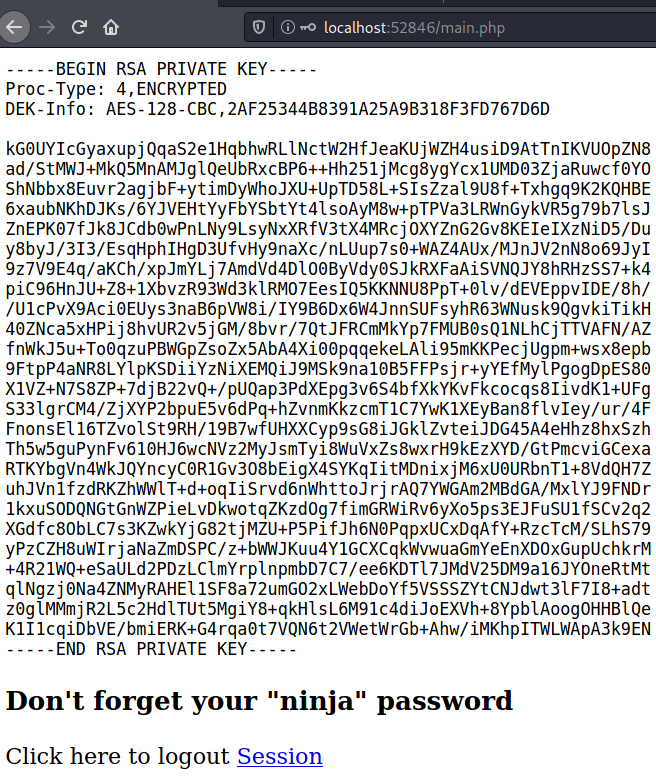 localhost:52846/main.php
-----BEGIN RSA PRIVATE KEY-----
Proc-Type: 4,ENCRYPTED
DEK-Info: AES-128-CBC,2AF25344B8391A25A9B318F3FD767D6D

kG0UYIcGyaxupjQqaS2e1HqbhwRLlNctW2HfJeaKUjWZH4usiD9AtTnIKVUOpZN8
ad/StMWJ+MkQ5MnAMJglQeUbRxcBP6++Hh251jMcg8ygYcx1UMD03ZjaRuwcf0YO
ShNbbx8Euvr2agjbF+ytimDyWhoJXU+UpTD58L+SIsZzal9U8f+Txhgq9K2KQHBE
6xaubNKhDJKs/6YJVEHtYyFbYSbtYt4lsoAyM8w+pTPVa3LRWnGykVR5g79b7lsJ
ZnEPK07fJk8JCdb0wPnLNy9LsyNxXRfV3tX4MRcjOXYZnG2Gv8KEIeIXzNiD5/Du
y8byJ/3I3/EsqHphIHgD3UfvHy9naXc/nLUup7s0+WAZ4AUx/MJnJV2nN8o69JyI
9z7V9E4q/aKCh/xpJmYLj7AmdVd4DlO0ByVdy0SJkRXFaAiSVNQJY8hRHzSS7+k4
piC96HnJU+Z8+1XbvzR93Wd3klRMO7EesIQ5KKNNU8PpT+0lv/dEVEppvIDE/8h/
/U1cPvX9Aci0EUys3naB6pVW8i/IY9B6Dx6W4JnnSUFsyhR63WNusk9QgvkiTikH
40ZNca5xHPij8hvUR2v5jGM/8bvr/7QtJFRCmMkYp7FMUB0sQ1NLhCjTTVAFN/AZ
fnWkJ5u+To0qzuPBWGpZsoZx5AbA4Xi00pqqekeLAli95mKKPecjUgpm+wsx8epb
9FtpP4aNR8LYlpKSDiiYzNiXEMQiJ9MSk9na10B5FFPsjr+yYEfMylPgogDpES80
X1VZ+N7S8ZP+7djB22vQ+/pUQap3PdXEpg3v6S4bfXkYKvFkcocqs8IivdK1+UFg
S33lgrCM4/ZjXYP2bpuE5v6dPq+hZvnmKkzcmT1C7YwK1XEyBan8flvIey/ur/4F
FnonsEl16TZvolSt9RH/19B7wfUHXXCyp9sG8iJGklZvteiJDG45A4eHhz8hxSzh
Th5w5guPynFv610HJ6wcNVz2MyJsmTyi8WuVxZs8wxrH9kEzXYD/GtPmcviGCexa
RTKYbgVn4WkJQYncyC0R1Gv3O8bEigX4SYKqIitMDnixjM6xU0URbnT1+8VdQH7Z
uhJVn1fzdRKZhWWlT+d+oqIiSrvd6nWhttoJrjrAQ7YWGAm2MBdGA/MxlYJ9FNDr
1kxuSODQNGtGnWZPieLvDkwotqZKzdOg7fimGRWiRv6yXo5ps3EJFuSU1fSCv2q2
XGdfc8ObLC7s3KZwkYjG82tjMZU+P5PifJh6N0PqpxUCxDqAfY+RzcTcM/SLhS79
yPzCZH8uWIrjaNaZmDSPC/z+bWWJKuu4Y1GCXCQkWvwuaGmYeEnXDOxGupUchkrM
+4R21WQ+eSaULd2PDzLClmYrplnpmbD7C7/ee6KDTl7JMdV25DM9a16JYOneRtMt
qlNgzj0Na4ZNMyRAHEl1SF8a72umGO2xLWebDoYf5VSSSZYtCNJdwt3lF7I8+adt
z0glMMmjR2L5c2HdlTUt5MgiY8+qkHlsL6M91c4diJoEXVh+8YpblAoogOHHBlQe
K1I1cqiDbVE/bmiERK+G4rqa0t7VQN6t2VWetWrGb+Ahw/iMKhpITWLWApA3k9EN
-----END RSA PRIVATE KEY-----
Don't forget your "ninja" password
Click here to logout Session